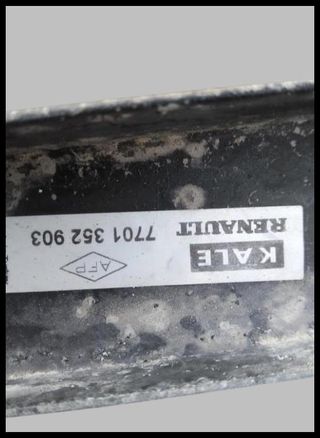 KALE
RENAULT
7701 352 903
AFP